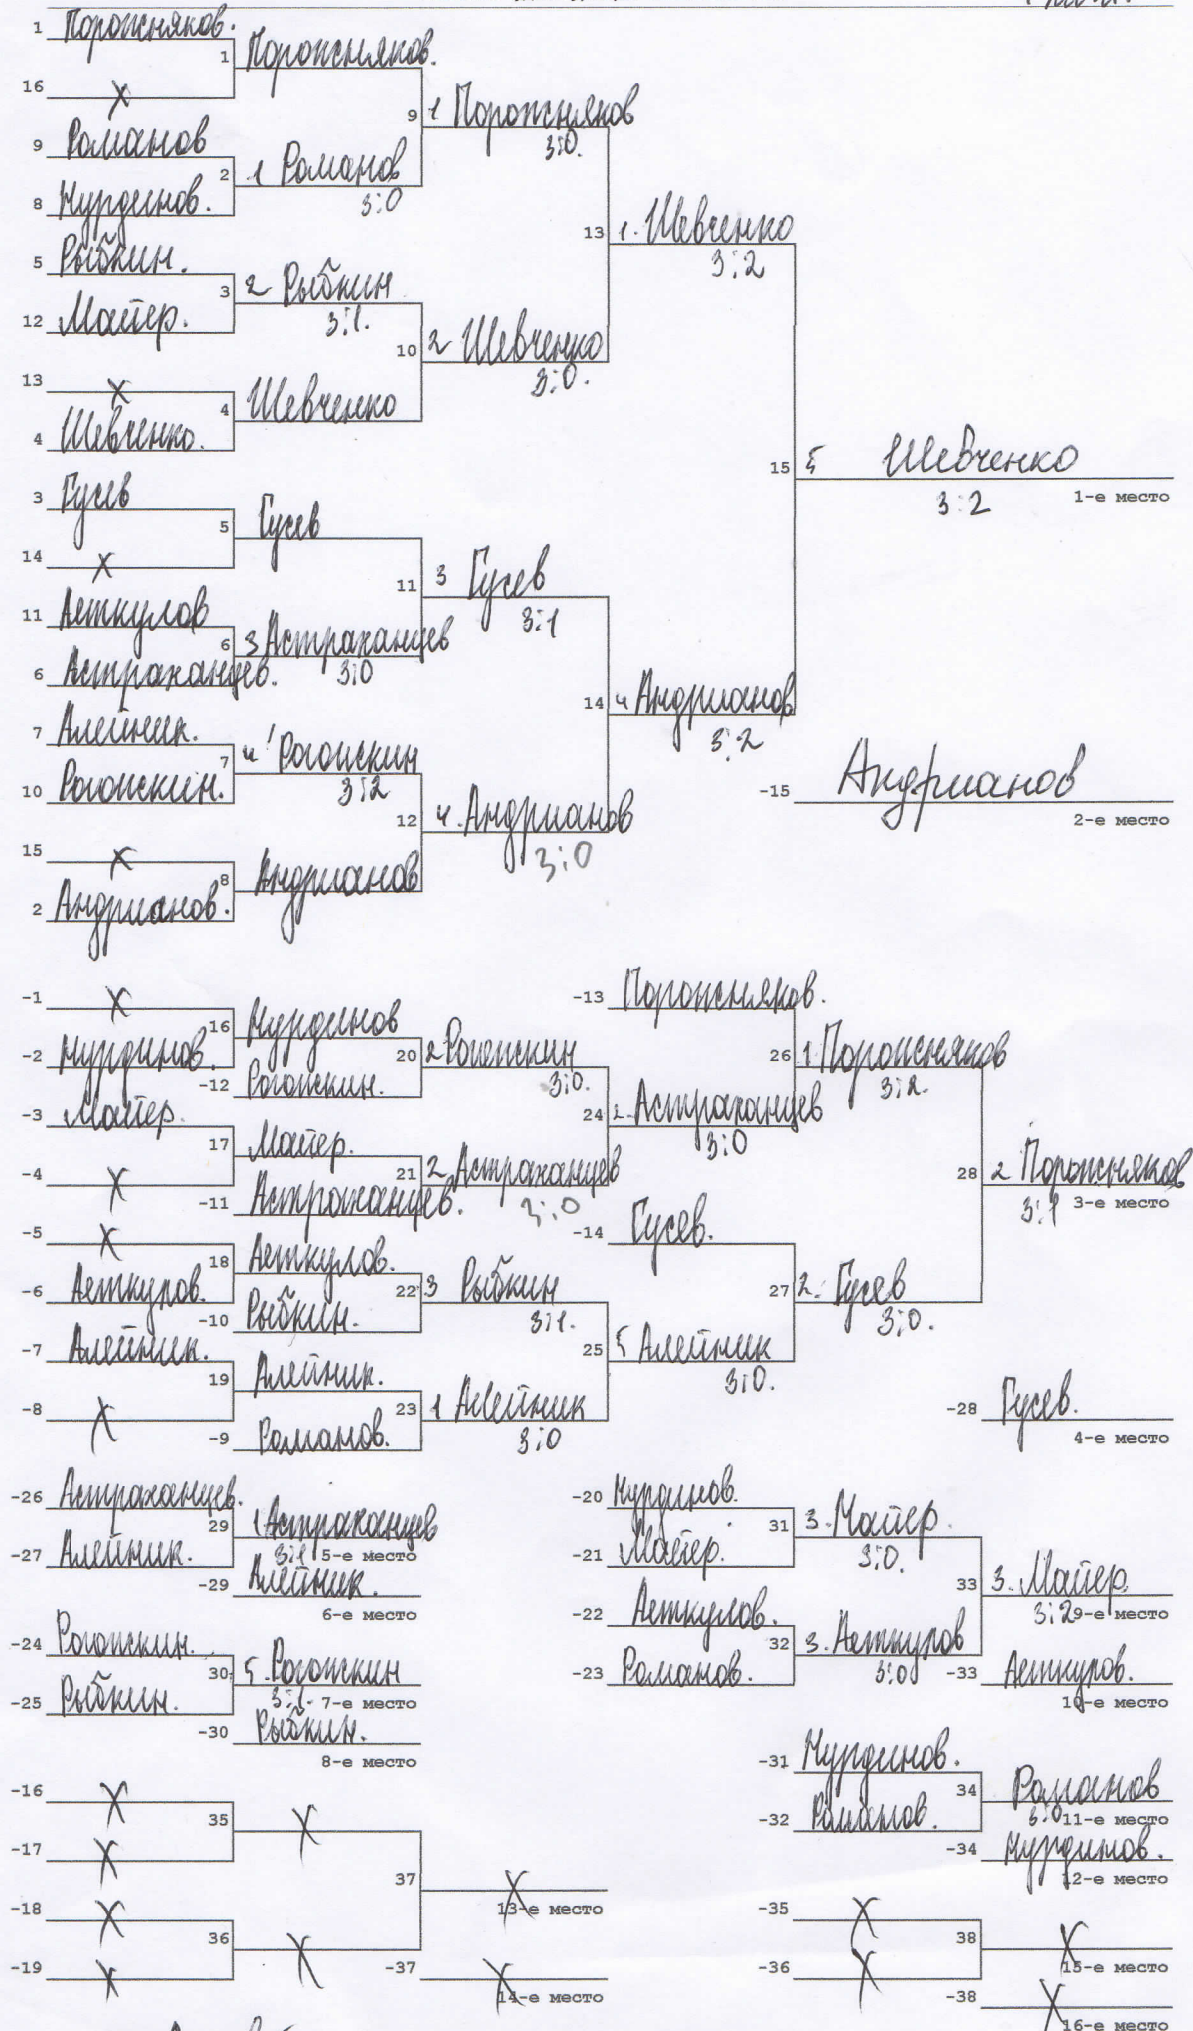 1 Порожняков.
1 Порожняков.
16 X
9 1 Порожняков
3:0.
9 Романов
2 1 Романов
3:0
8 Нурдинов.
13 1. Шевченко
3:2
5 Рыбкин.
3 2 Рыбкин
3:1.
12 Майер.
10 2 Шевченко
3:0.
13 X
4 Шевченко
4 Шевченко.
15 5 Шевченко
3:2 1-е место
3 Гусев
5 Гусев
14 X
11 3 Гусев
3:1
11 Аеткулов
6 3 Астраханцев
3:0
6 Астраханцев.
14 4 Андрианов
3:2
7 Алейник.
7 4 Рогожкин
3:2
10 Рогожкин.
-15 Андрианов
2-е место
12 4. Андрианов
3:0
15 X
8 Андрианов
2 Андрианов.
-1 X
-13 Порожняков.
16 Нурдинов
-2 Нурдинов.
20 2 Рогожкин
3:0.
26 1. Порожняков
3:2.
-12 Рогожкин.
-3 Майер.
24 2. Астраханцев
3:0
17 Майер.
-4 X
21 2 Астраханцев
3:0
28 2 Порожняков
3:1 3-е место
-11 Астраханцев.
-5 X
-14 Гусев.
18 Аеткулов.
-6 Аеткулов.
22 3 Рыбкин
3:1.
27 2. Гусев
3:0.
-10 Рыбкин.
-7 Алейник.
25 5 Алейник
3:0.
19 Алейник.
-8 X
23 1 Алейник
3:0
-28 Гусев.
4-е место
-9 Романов.
-26 Астраханцев.
29 1 Астраханцев
3:1 5-е место
-27 Алейник.
-29 Алейник.
6-е место
-20 Нурдинов.
31 3. Майер.
3:0.
-21 Майер.
33 3. Майер.
3:2 9-е место
-22 Аеткулов.
32 3. Аеткулов
3:0
-23 Романов.
-33 Аеткулов.
10-е место
-24 Рогожкин.
30 5. Рогожкин
3:1. 7-е место
-25 Рыбкин.
-30 Рыбкин.
8-е место
-31 Нурдинов.
34 Романов
3:0 11-е место
-32 Романов.
-34 Нурдинов.
12-е место
-16 X
35 X
-17 X
37 X
13-е место
-18 X
36 X
-19 X
-37 X
14-е место
-35 X
38 X
15-е место
-36 X
-38 X
16-е место